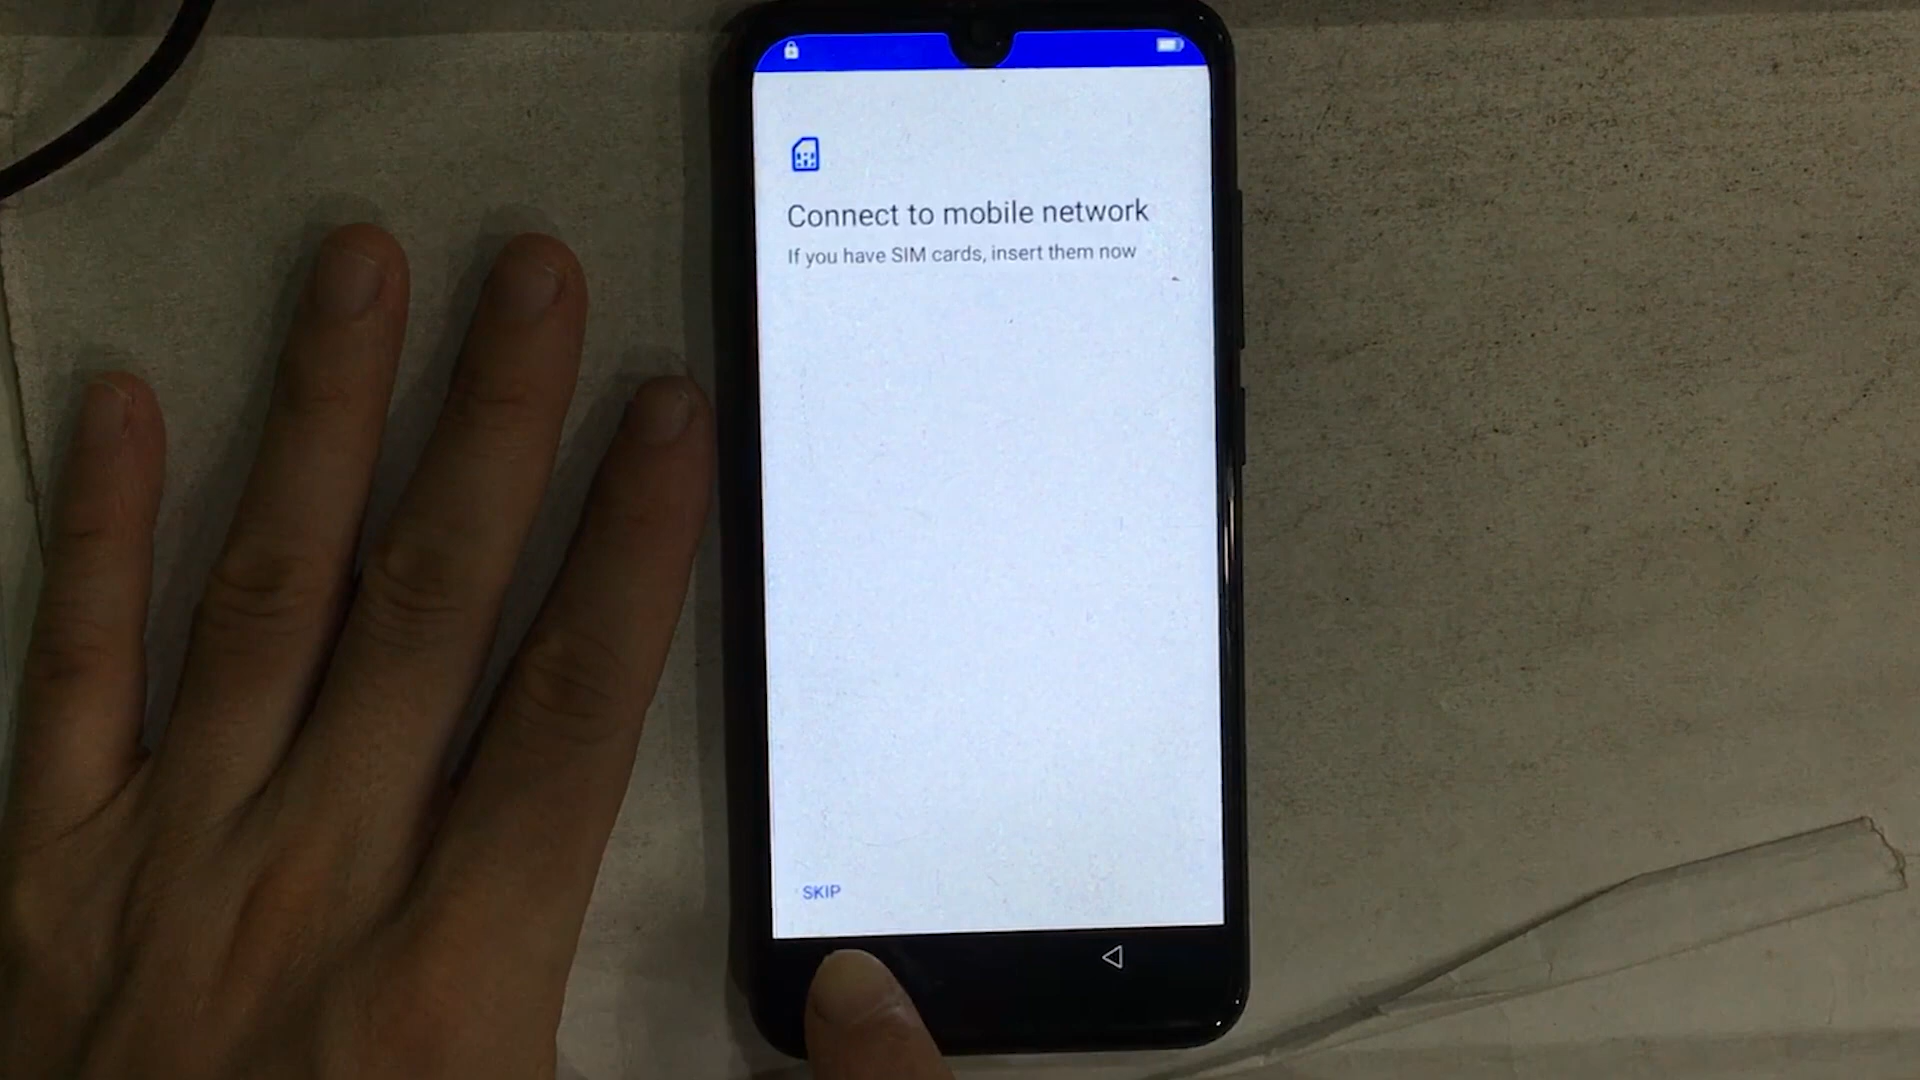 Connect to mobile network
If you have SIM cards, insert them now
SKIP